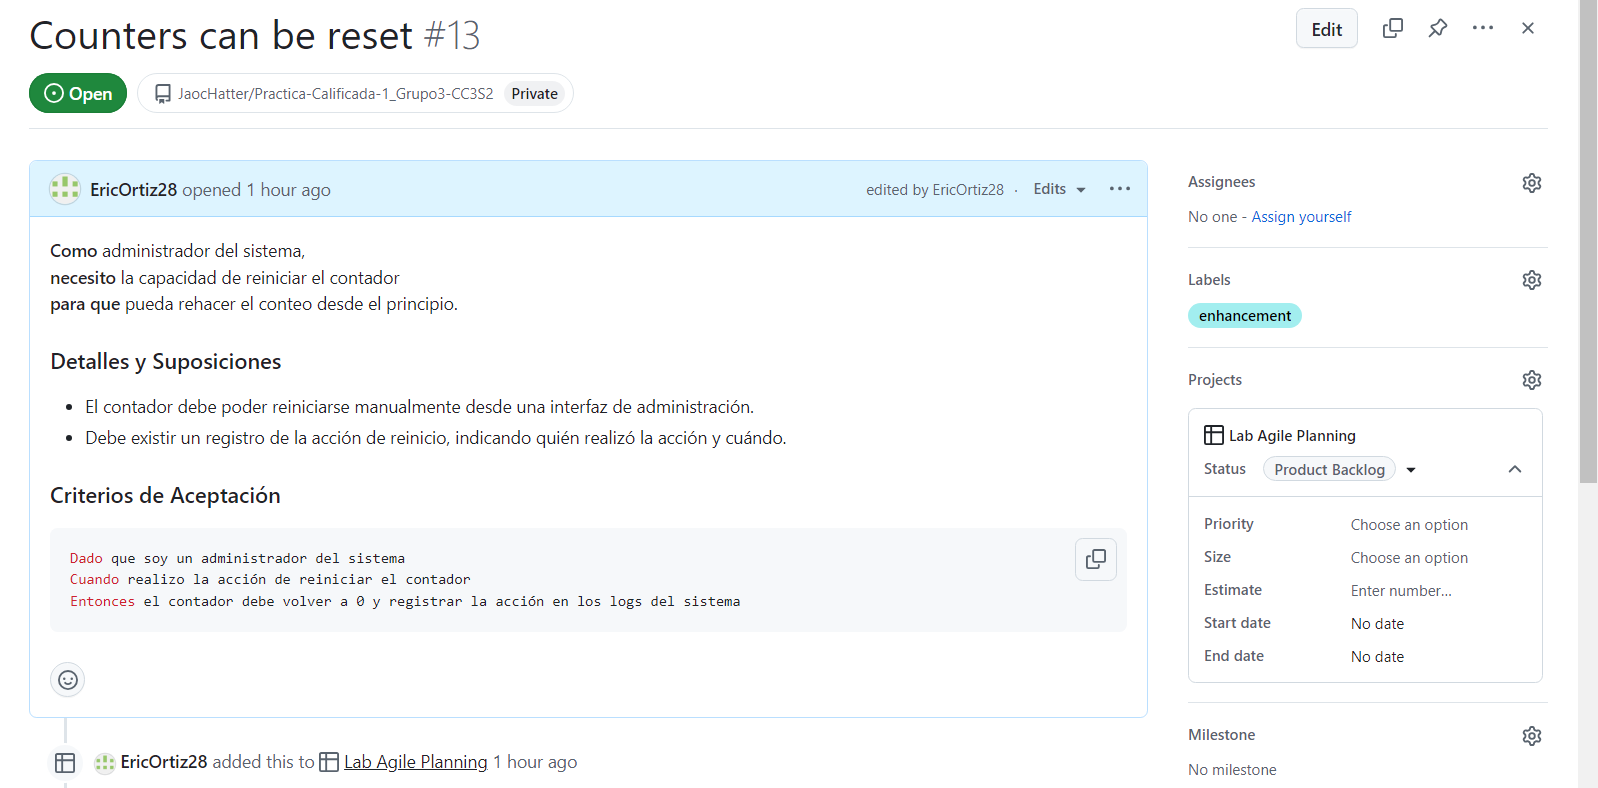 Counters can be reset #13
Edit
Open
JaocHatter/Practica-Calificada-1_Grupo3-CC3S2 Private
EricOrtiz28 opened 1 hour ago
edited by EricOrtiz28 · Edits
Como administrador del sistema,
necesito la capacidad de reiniciar el contador
para que pueda rehacer el conteo desde el principio.
Detalles y Suposiciones
• El contador debe poder reiniciarse manualmente desde una interfaz de administración.
• Debe existir un registro de la acción de reinicio, indicando quién realizó la acción y cuándo.
Criterios de Aceptación
Dado que soy un administrador del sistema
Cuando realizo la acción de reiniciar el contador
Entonces el contador debe volver a 0 y registrar la acción en los logs del sistema
EricOrtiz28 added this to Lab Agile Planning 1 hour ago
Assignees
No one - Assign yourself
Labels
enhancement
Projects
Lab Agile Planning
Status Product Backlog
Priority Choose an option
Size Choose an option
Estimate Enter number...
Start date No date
End date No date
Milestone
No milestone